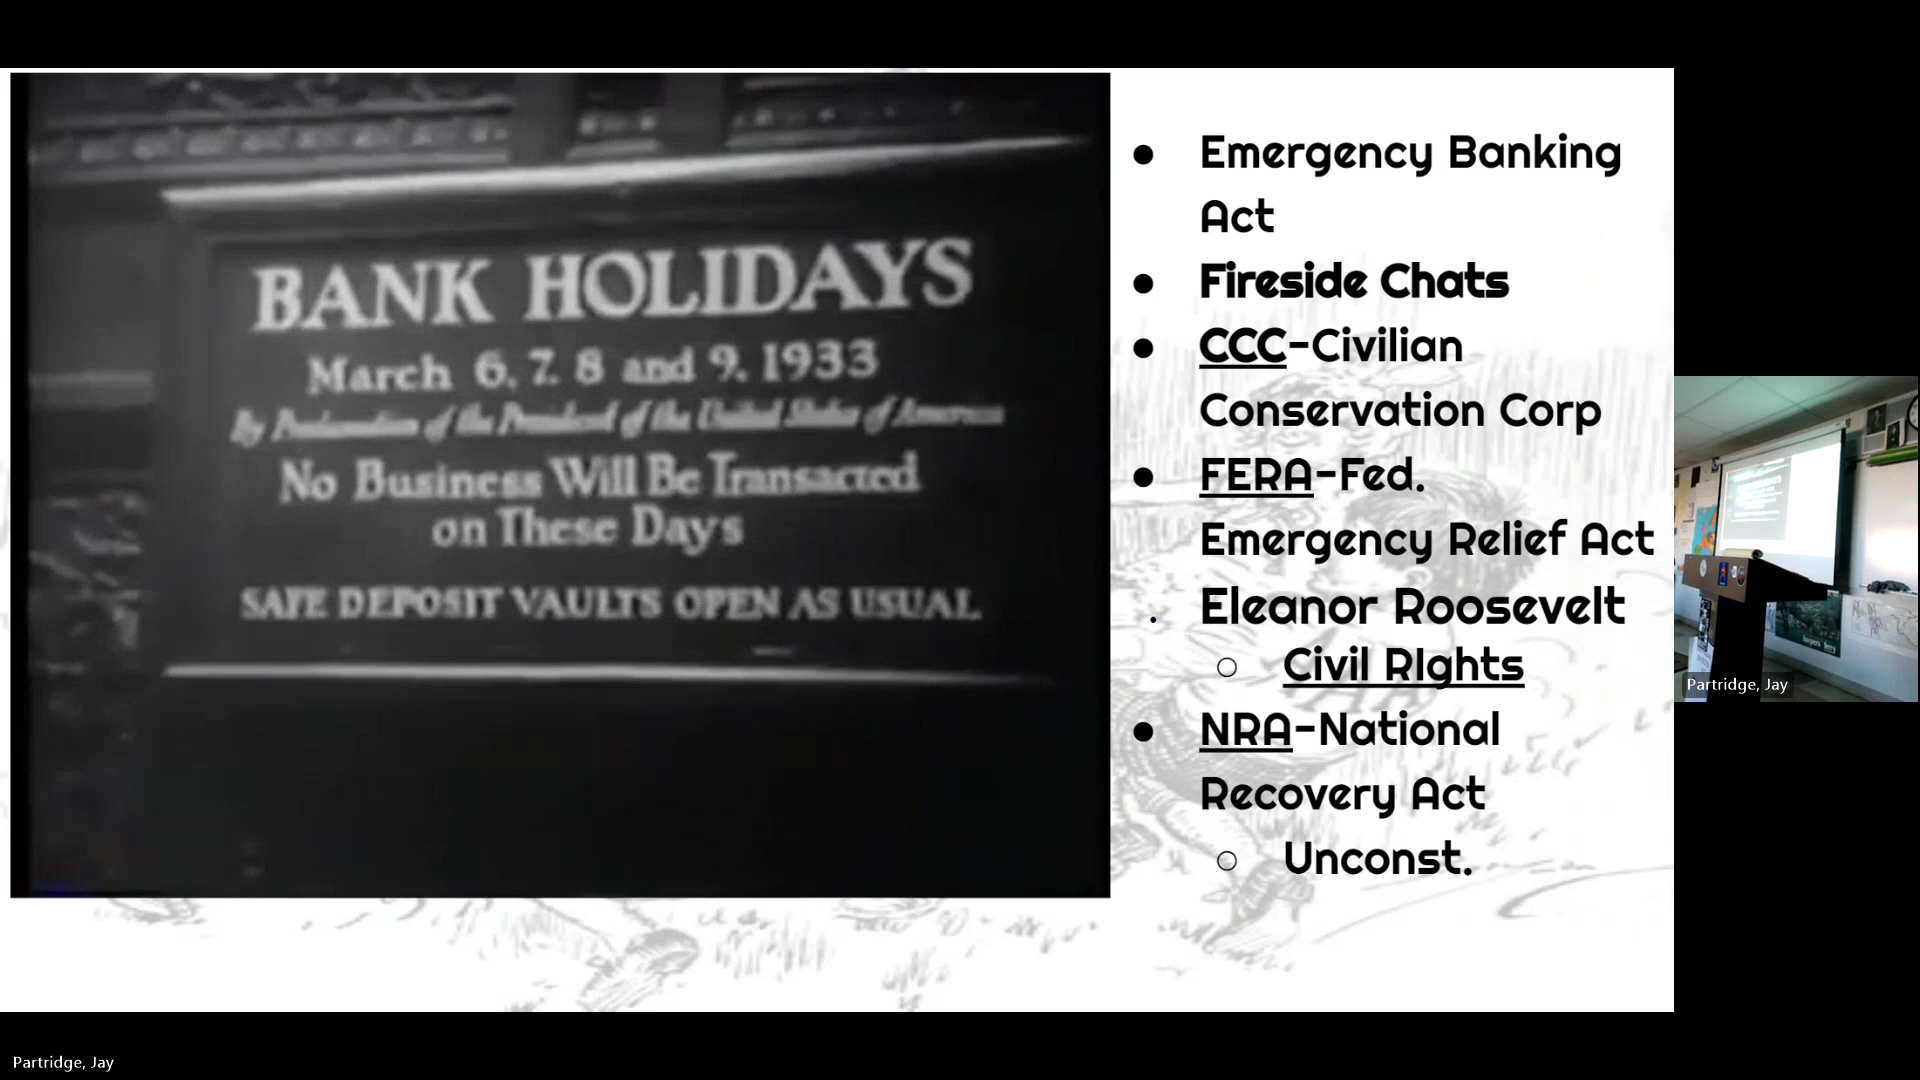 BANK HOLIDAYS
March 6. 7. 8 and 9. 1933
By Proclamation of the President of the United States of America
No Business Will Be Transacted
on These Days
SAFE DEPOSIT VAULTS OPEN AS USUAL
● Emergency Banking
Act
● Fireside Chats
● CCC-Civilian
Conservation Corp
● FERA-Fed.
Emergency Relief Act
. Eleanor Roosevelt
○ Civil RIghts
● NRA-National
Recovery Act
○ Unconst.
Partridge, Jay
Partridge, Jay